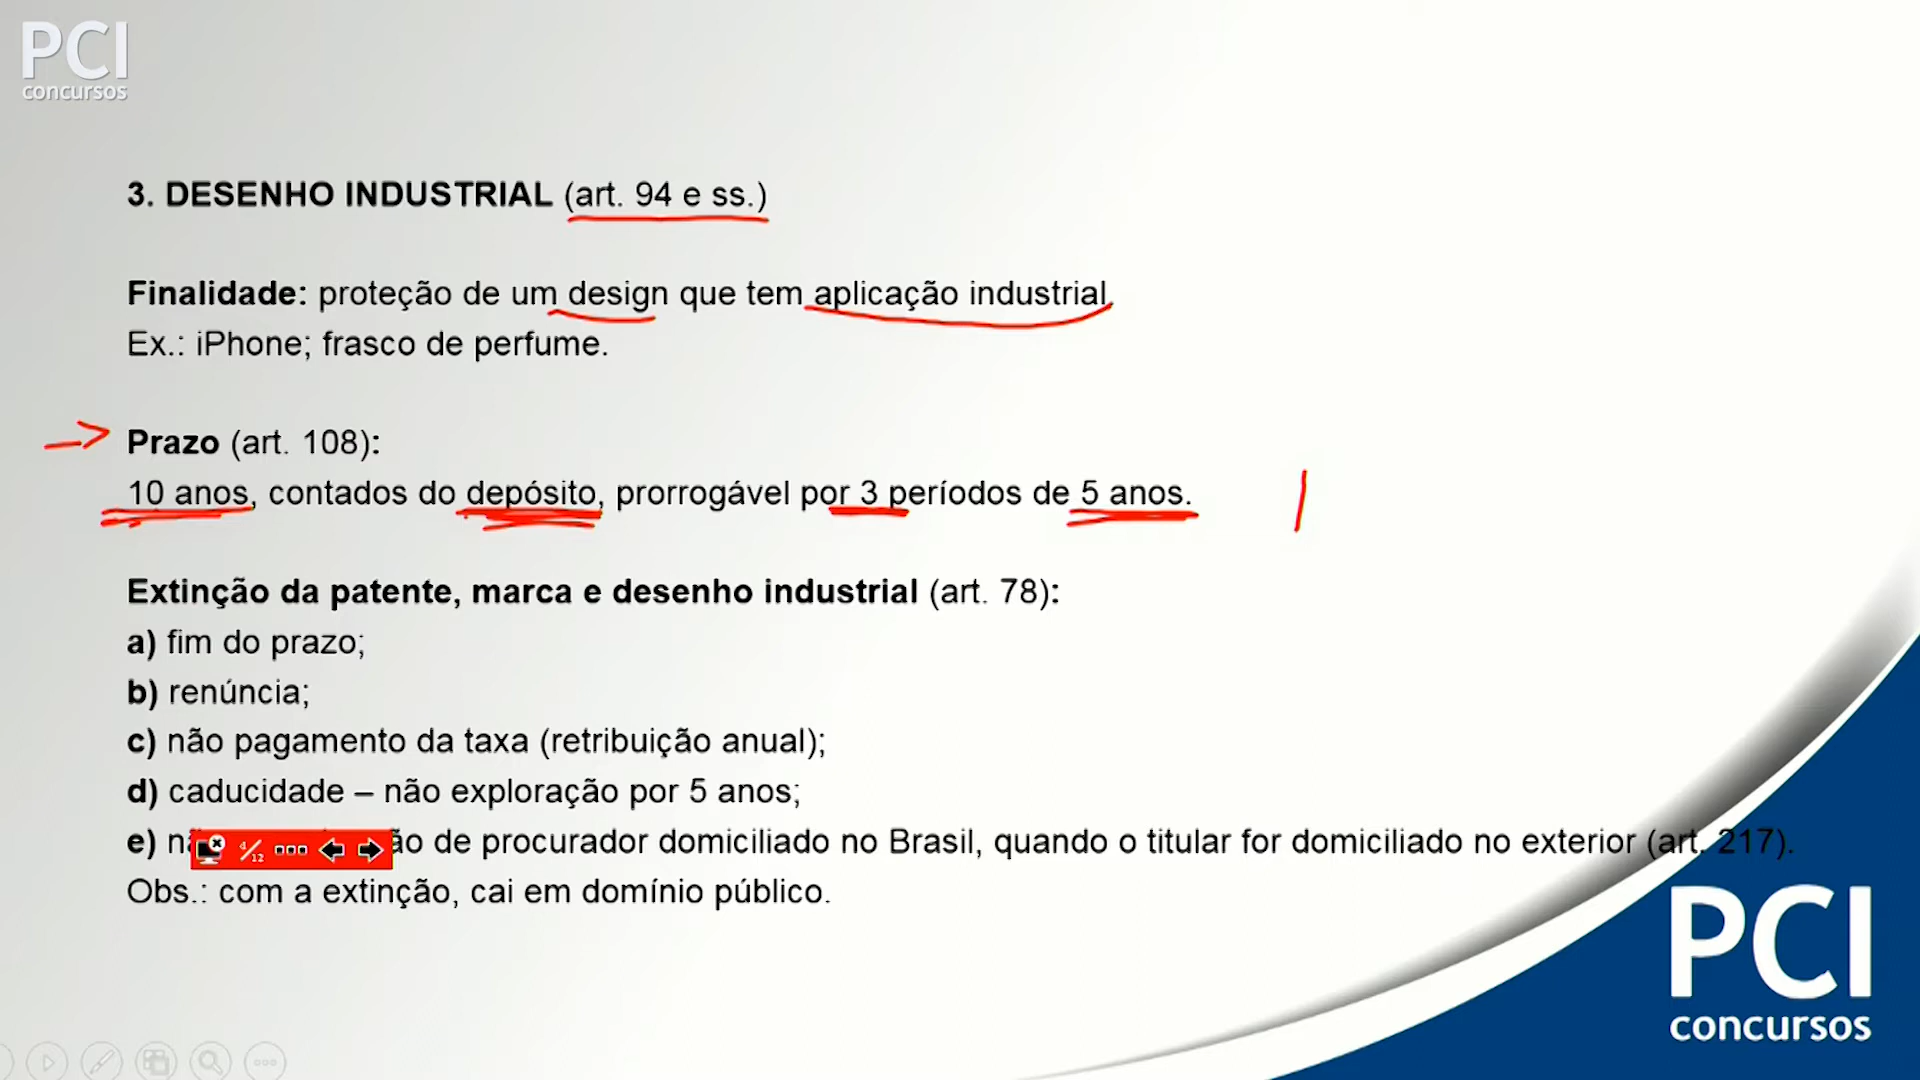 PCI
concursos
3. DESENHO INDUSTRIAL (art. 94 e ss.)
Finalidade: proteção de um design que tem aplicação industrial.
Ex.: iPhone; frasco de perfume.
Prazo (art. 108):
10 anos, contados do depósito, prorrogável por 3 períodos de 5 anos.
Extinção da patente, marca e desenho industrial (art. 78):
a) fim do prazo;
b) renúncia;
c) não pagamento da taxa (retribuição anual);
d) caducidade – não exploração por 5 anos;
e) de procurador domiciliado no Brasil, quando o titular for domiciliado no exterior (art. 217).
4/12
Obs.: com a extinção, cai em domínio público.
PCI
concursos